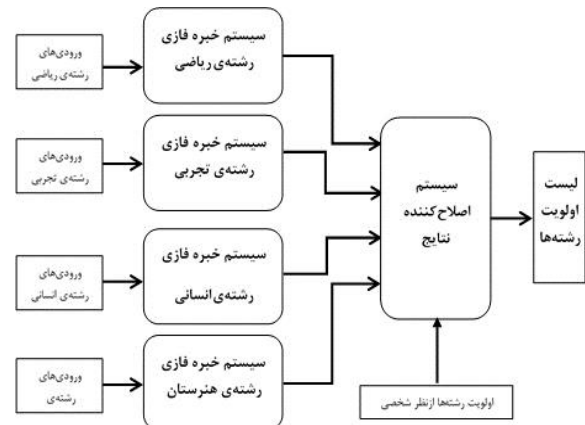 ورودی‌های
رشته‌ی ریاضی
سیستم خبره فازی
رشته‌ی ریاضی
ورودی‌های
رشته‌ی تجربی
سیستم خبره فازی
رشته‌ی تجربی
ورودی‌های
رشته‌ی انسانی
سیستم خبره فازی
رشته‌ی انسانی
ورودی‌های
رشته‌ی
سیستم خبره فازی
رشته‌ی هنرستان
سیستم
اصلاح‌کننده
نتایج
لیست
اولویت
رشته‌ها
اولویت رشته‌ها ازنظر شخصی